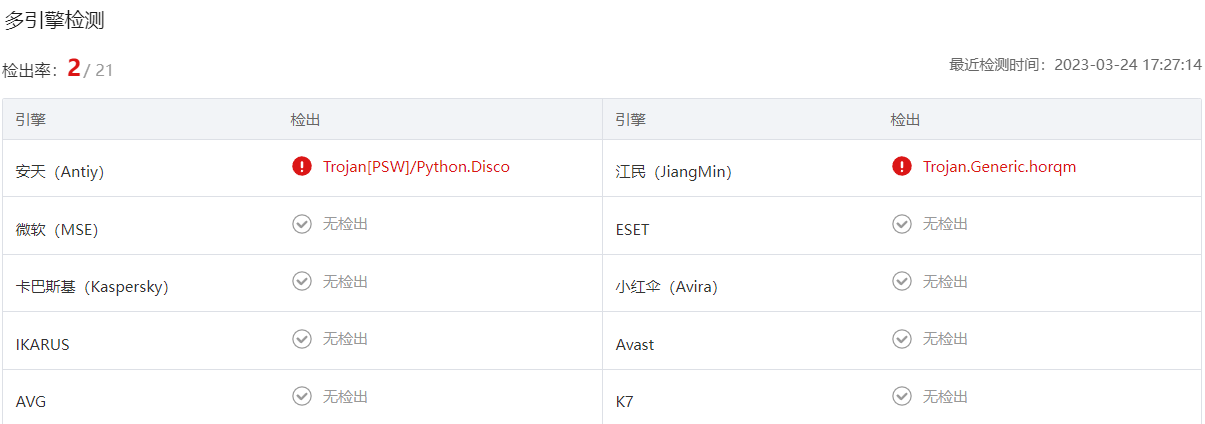 多引擎检测
检出率：2 / 21
最近检测时间：2023-03-24 17:27:14
引擎 检出 引擎 检出
安天（Antiy） Trojan[PSW]/Python.Disco 江民（JiangMin） Trojan.Generic.horqm
微软（MSE） 无检出 ESET 无检出
卡巴斯基（Kaspersky） 无检出 小红伞（Avira） 无检出
IKARUS 无检出 Avast 无检出
AVG 无检出 K7 无检出